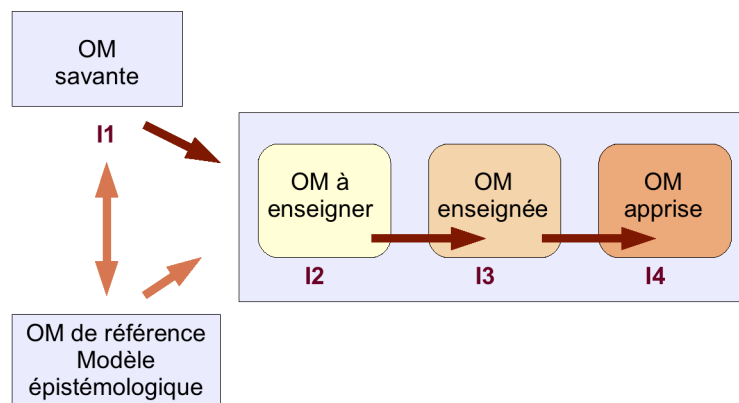 OM
savante
I1
OM à
enseigner
I2
OM
enseignée
I3
OM
apprise
I4
OM de référence
Modèle
épistémologique